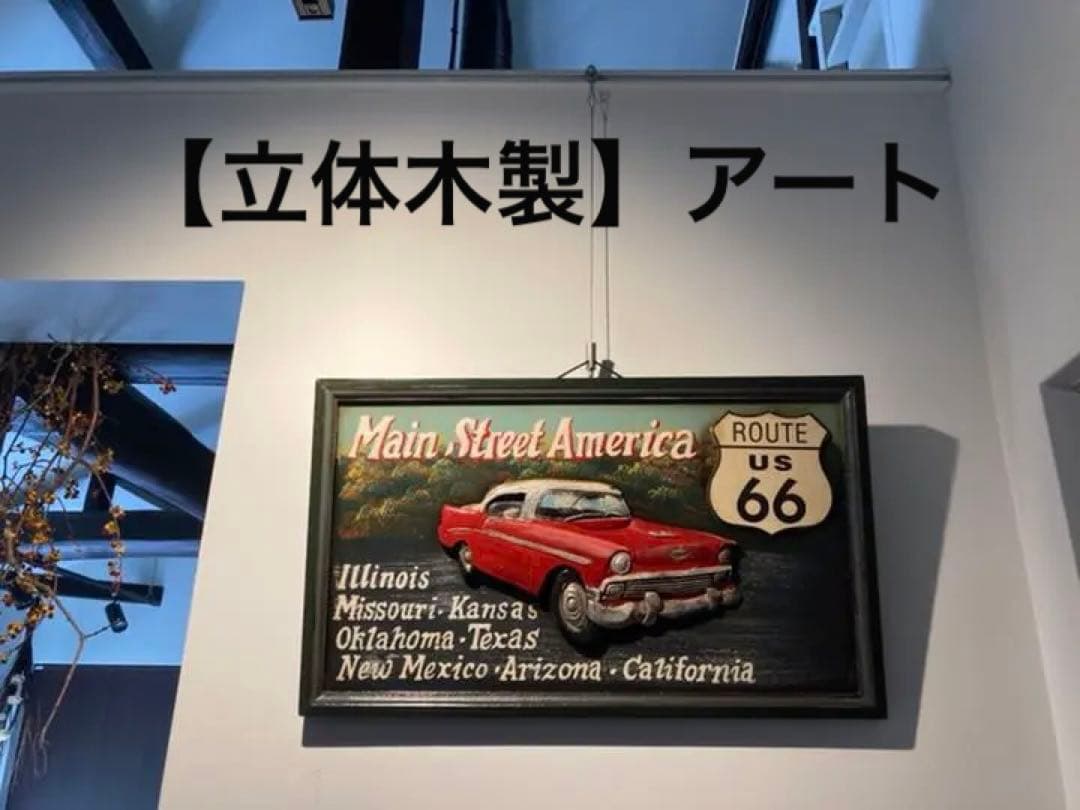 【立体木製】アート
Main Street America
ROUTE
US
66
Illinois
Missouri·Kansas
Oklahoma·Texas
New Mexico·Arizona·California